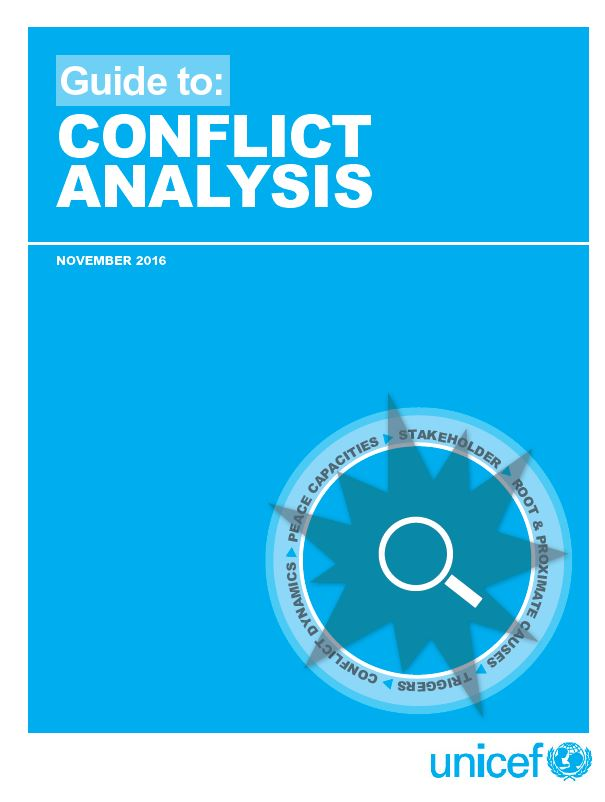 Guide to:
CONFLICT
ANALYSIS
NOVEMBER 2016
STAKEHOLDER
ROOT & PROXIMATE CAUSES
TRIGGERS
CONFLICT DYNAMICS
PEACE CAPACITIES
unicef